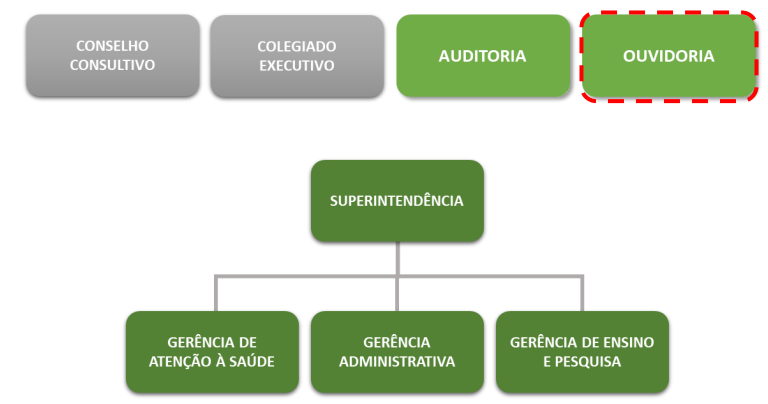 CONSELHO
CONSULTIVO
COLEGIADO
EXECUTIVO
AUDITORIA
OUVIDORIA
SUPERINTENDÊNCIA
GERÊNCIA DE
ATENÇÃO À SAÚDE
GERÊNCIA
ADMINISTRATIVA
GERÊNCIA DE ENSINO
E PESQUISA